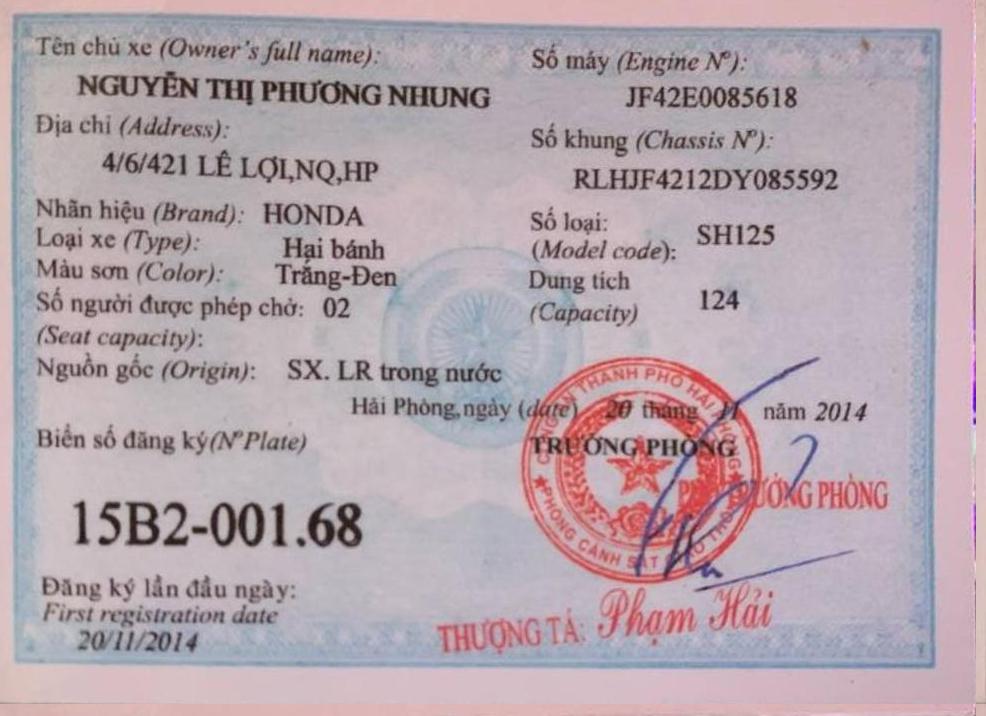 Tên chủ xe (Owner's full name):
NGUYỄN THỊ PHƯƠNG NHUNG
Địa chỉ (Address):
4/6/421 LÊ LỢI,NQ,HP
Nhãn hiệu (Brand): HONDA
Loại xe (Type): Hai bánh
Màu sơn (Color): Trắng-Đen
Số người được phép chở: 02
(Seat capacity):
Nguồn gốc (Origin): SX. LR trong nước
Số máy (Engine Nº):
JF42E0085618
Số khung (Chassis Nº):
RLHJF4212DY085592
Số loại: SH125
(Model code):
Dung tích 124
(Capacity)
Hải Phòng,ngày (date) 20 tháng 11 năm 2014
TRƯỞNG PHÒNG
TRƯỞNG PHÒNG
THÀNH PHỐ HẢI PHÒNG
PHÒNG CẢNH SÁT GIAO THÔNG
Biển số đăng ký(NºPlate)
15B2-001.68
Đăng ký lần đầu ngày:
First registration date
20/11/2014
THƯỢNG TÁ: Phạm Hải